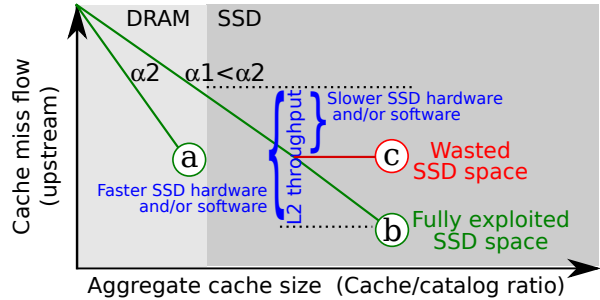 DRAM SSD
α2 α1<α2
Slower SSD hardware
and/or software
L2 throughput
a
c
Wasted
SSD space
Faster SSD hardware
and/or software
b
Fully exploited
SSD space
Cache miss flow
(upstream)
Aggregate cache size (Cache/catalog ratio)